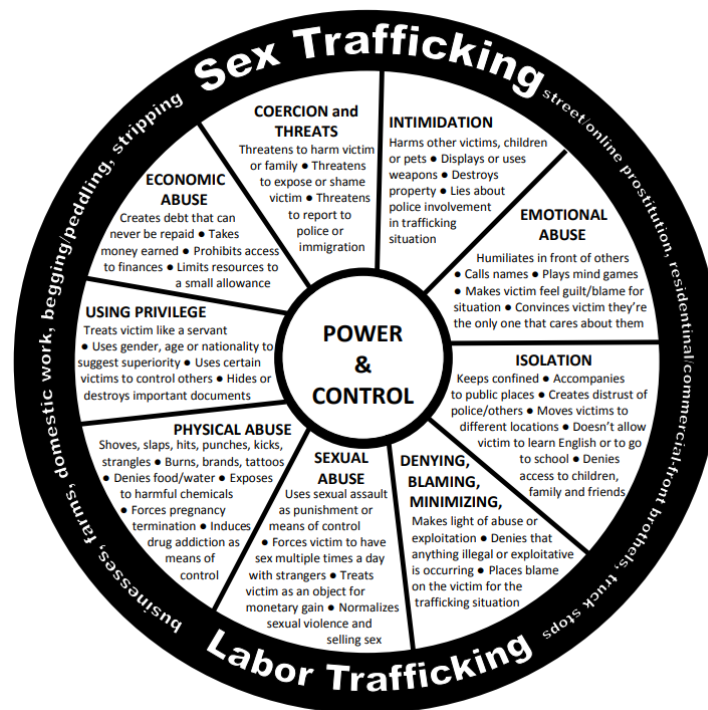 Sex Trafficking
street/online prostitution, residentinal/commercial-front brothels, truck stops
Labor Trafficking
businesses, farms, domestic work, begging/peddling, stripping
POWER
&
CONTROL
COERCION and
THREATS
Threatens to harm victim
or family ● Threatens
to expose or shame
victim ● Threatens
to report to
police or
immigration
INTIMIDATION
Harms other victims, children
or pets ● Displays or uses
weapons ● Destroys
property ● Lies about
police involvement
in trafficking
situation
EMOTIONAL
ABUSE
Humiliates in front of others
● Calls names ● Plays mind games
● Makes victim feel guilt/blame for
situation ● Convinces victim they're
the only one that cares about them
ISOLATION
Keeps confined ● Accompanies
to public places ● Creates distrust of
police/others ● Moves victims to
different locations ● Doesn't allow
victim to learn English or to go
to school ● Denies
access to children,
family and friends
DENYING,
BLAMING,
MINIMIZING,
Makes light of abuse or
exploitation ● Denies that
anything illegal or exploitative
is occurring ● Places blame
on the victim for the
trafficking situation
SEXUAL
ABUSE
Uses sexual assault
as punishment or
means of control
● Forces victim to have
sex multiple times a day
with strangers ● Treats
victim as an object for
monetary gain ● Normalizes
sexual violence and
selling sex
PHYSICAL ABUSE
Shoves, slaps, hits, punches, kicks,
strangles ● Burns, brands, tattoos
● Denies food/water ● Exposes
to harmful chemicals
● Forces pregnancy
termination ● Induces
drug addiction as
means of
control
USING PRIVILEGE
Treats victim like a servant
● Uses gender, age or nationality to
suggest superiority ● Uses certain
victims to control others ● Hides or
destroys important documents
ECONOMIC
ABUSE
Creates debt that can
never be repaid ● Takes
money earned ● Prohibits access
to finances ● Limits resources to
a small allowance